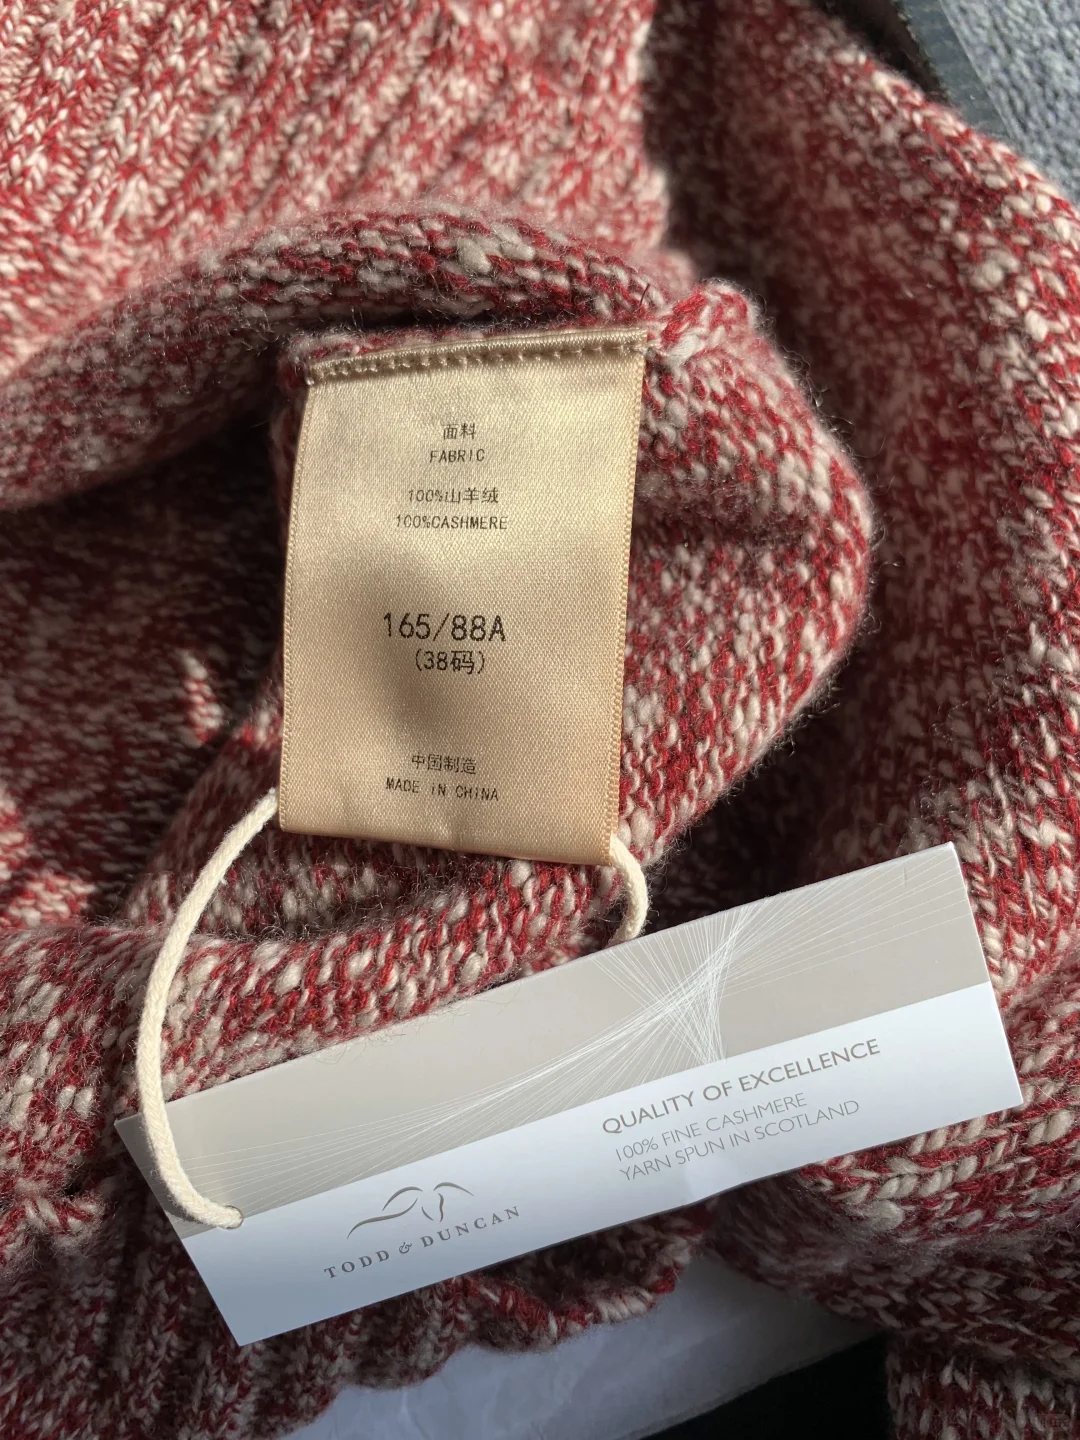 面料
FABRIC
100%山羊绒
100%CASHMERE
165/88A
(38码)
中国制造
MADE IN CHINA
QUALITY OF EXCELLENCE
100% FINE CASHMERE
YARN SPUN IN SCOTLAND
TODD & DUNCAN